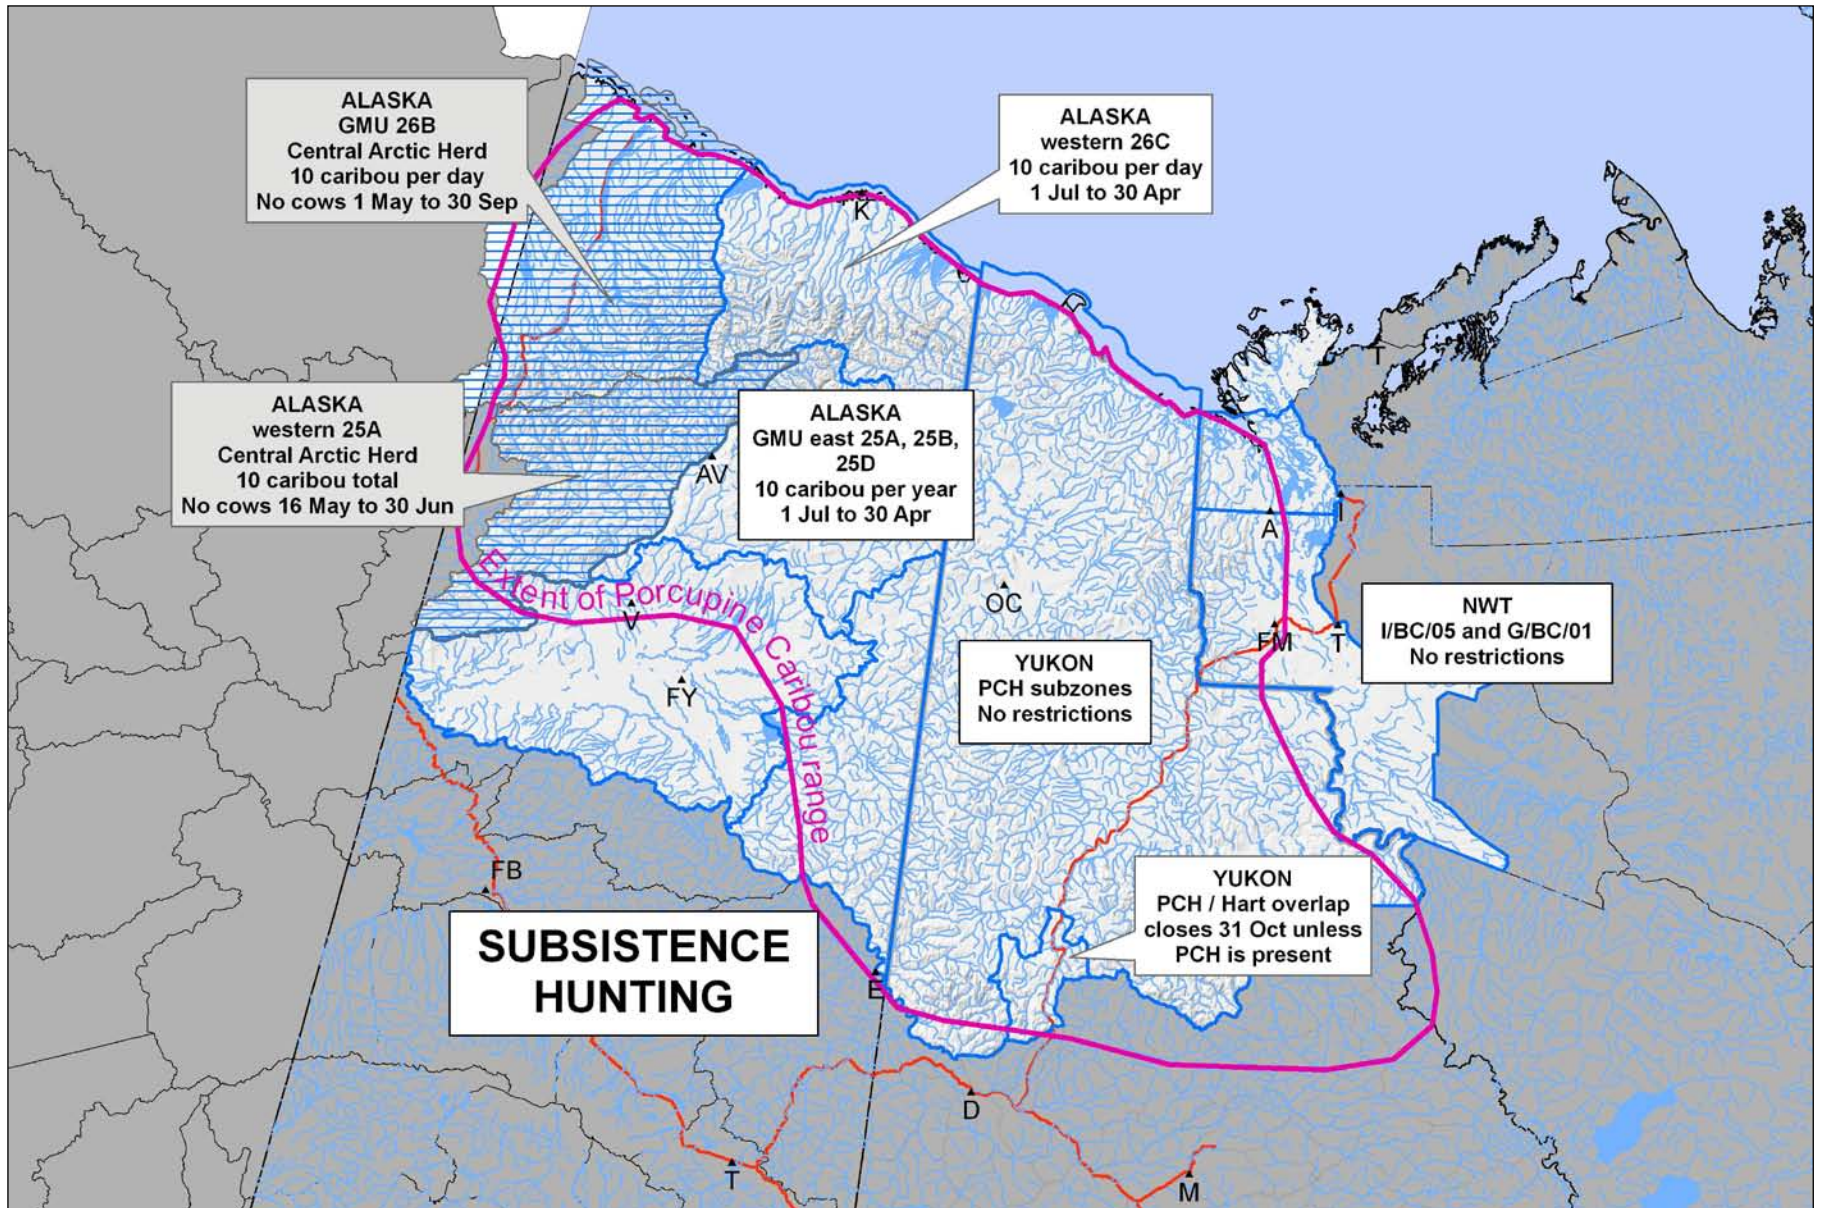 ALASKA
GMU 26B
Central Arctic Herd
10 caribou per day
No cows 1 May to 30 Sep
ALASKA
western 26C
10 caribou per day
1 Jul to 30 Apr
K
T
ALASKA
western 25A
Central Arctic Herd
10 caribou total
No cows 16 May to 30 Jun
ALASKA
GMU east 25A, 25B,
25D
10 caribou per year
1 Jul to 30 Apr
AV
I
A
Extent of Porcupine Caribou range
V
OC
FM
T
NWT
I/BC/05 and G/BC/01
No restrictions
FY
YUKON
PCH subzones
No restrictions
FB
YUKON
PCH / Hart overlap
closes 31 Oct unless
PCH is present
SUBSISTENCE
HUNTING
E
D
T
M